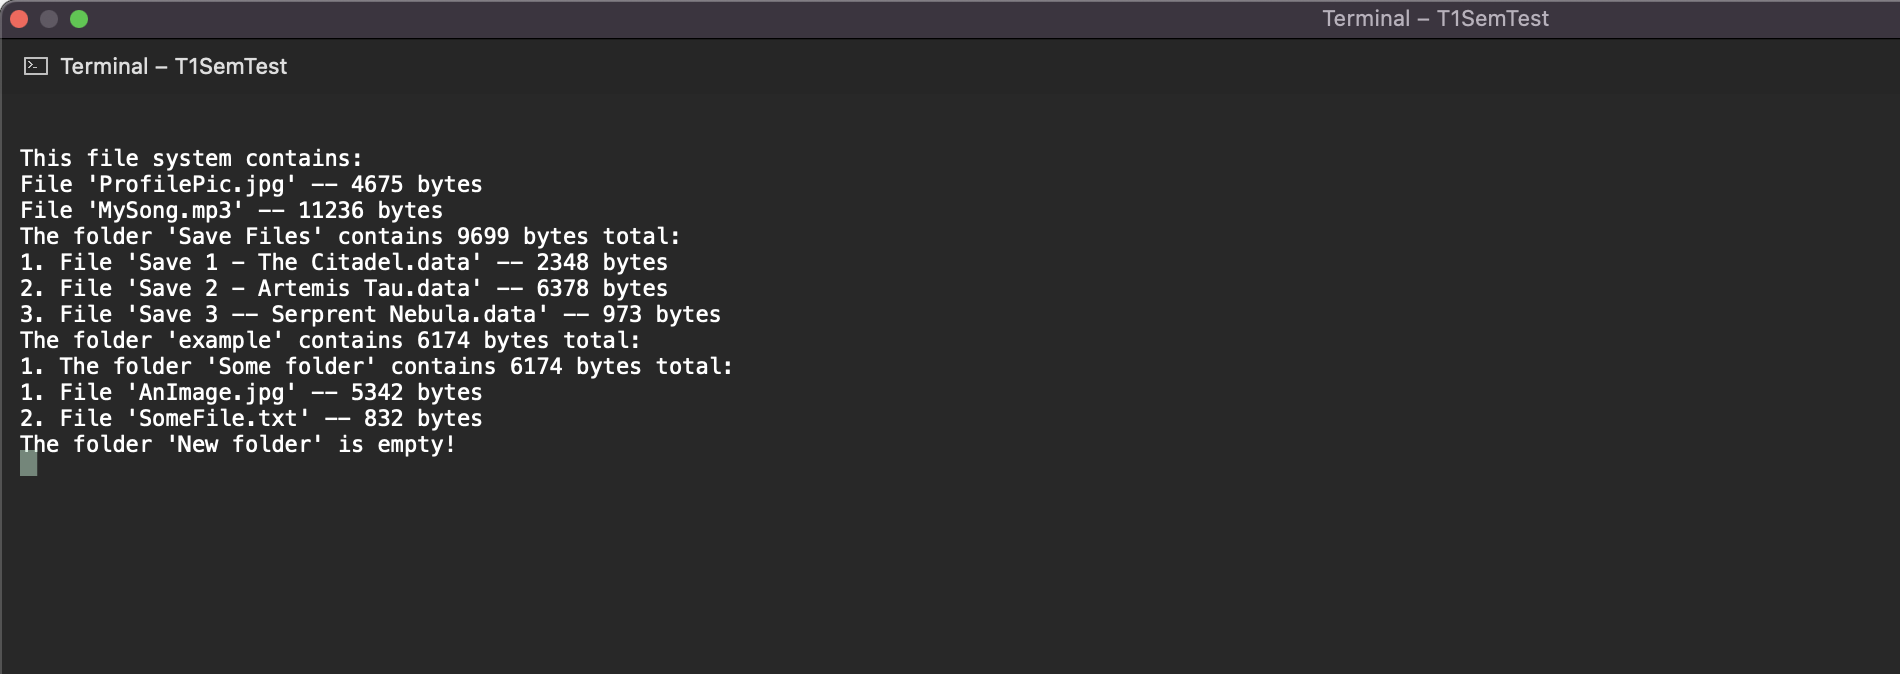 Terminal – T1SemTest
Terminal – T1SemTest
This file system contains:
File 'ProfilePic.jpg' -- 4675 bytes
File 'MySong.mp3' -- 11236 bytes
The folder 'Save Files' contains 9699 bytes total:
1. File 'Save 1 - The Citadel.data' -- 2348 bytes
2. File 'Save 2 - Artemis Tau.data' -- 6378 bytes
3. File 'Save 3 -- Serprent Nebula.data' -- 973 bytes
The folder 'example' contains 6174 bytes total:
1. The folder 'Some folder' contains 6174 bytes total:
1. File 'AnImage.jpg' -- 5342 bytes
2. File 'SomeFile.txt' -- 832 bytes
The folder 'New folder' is empty!